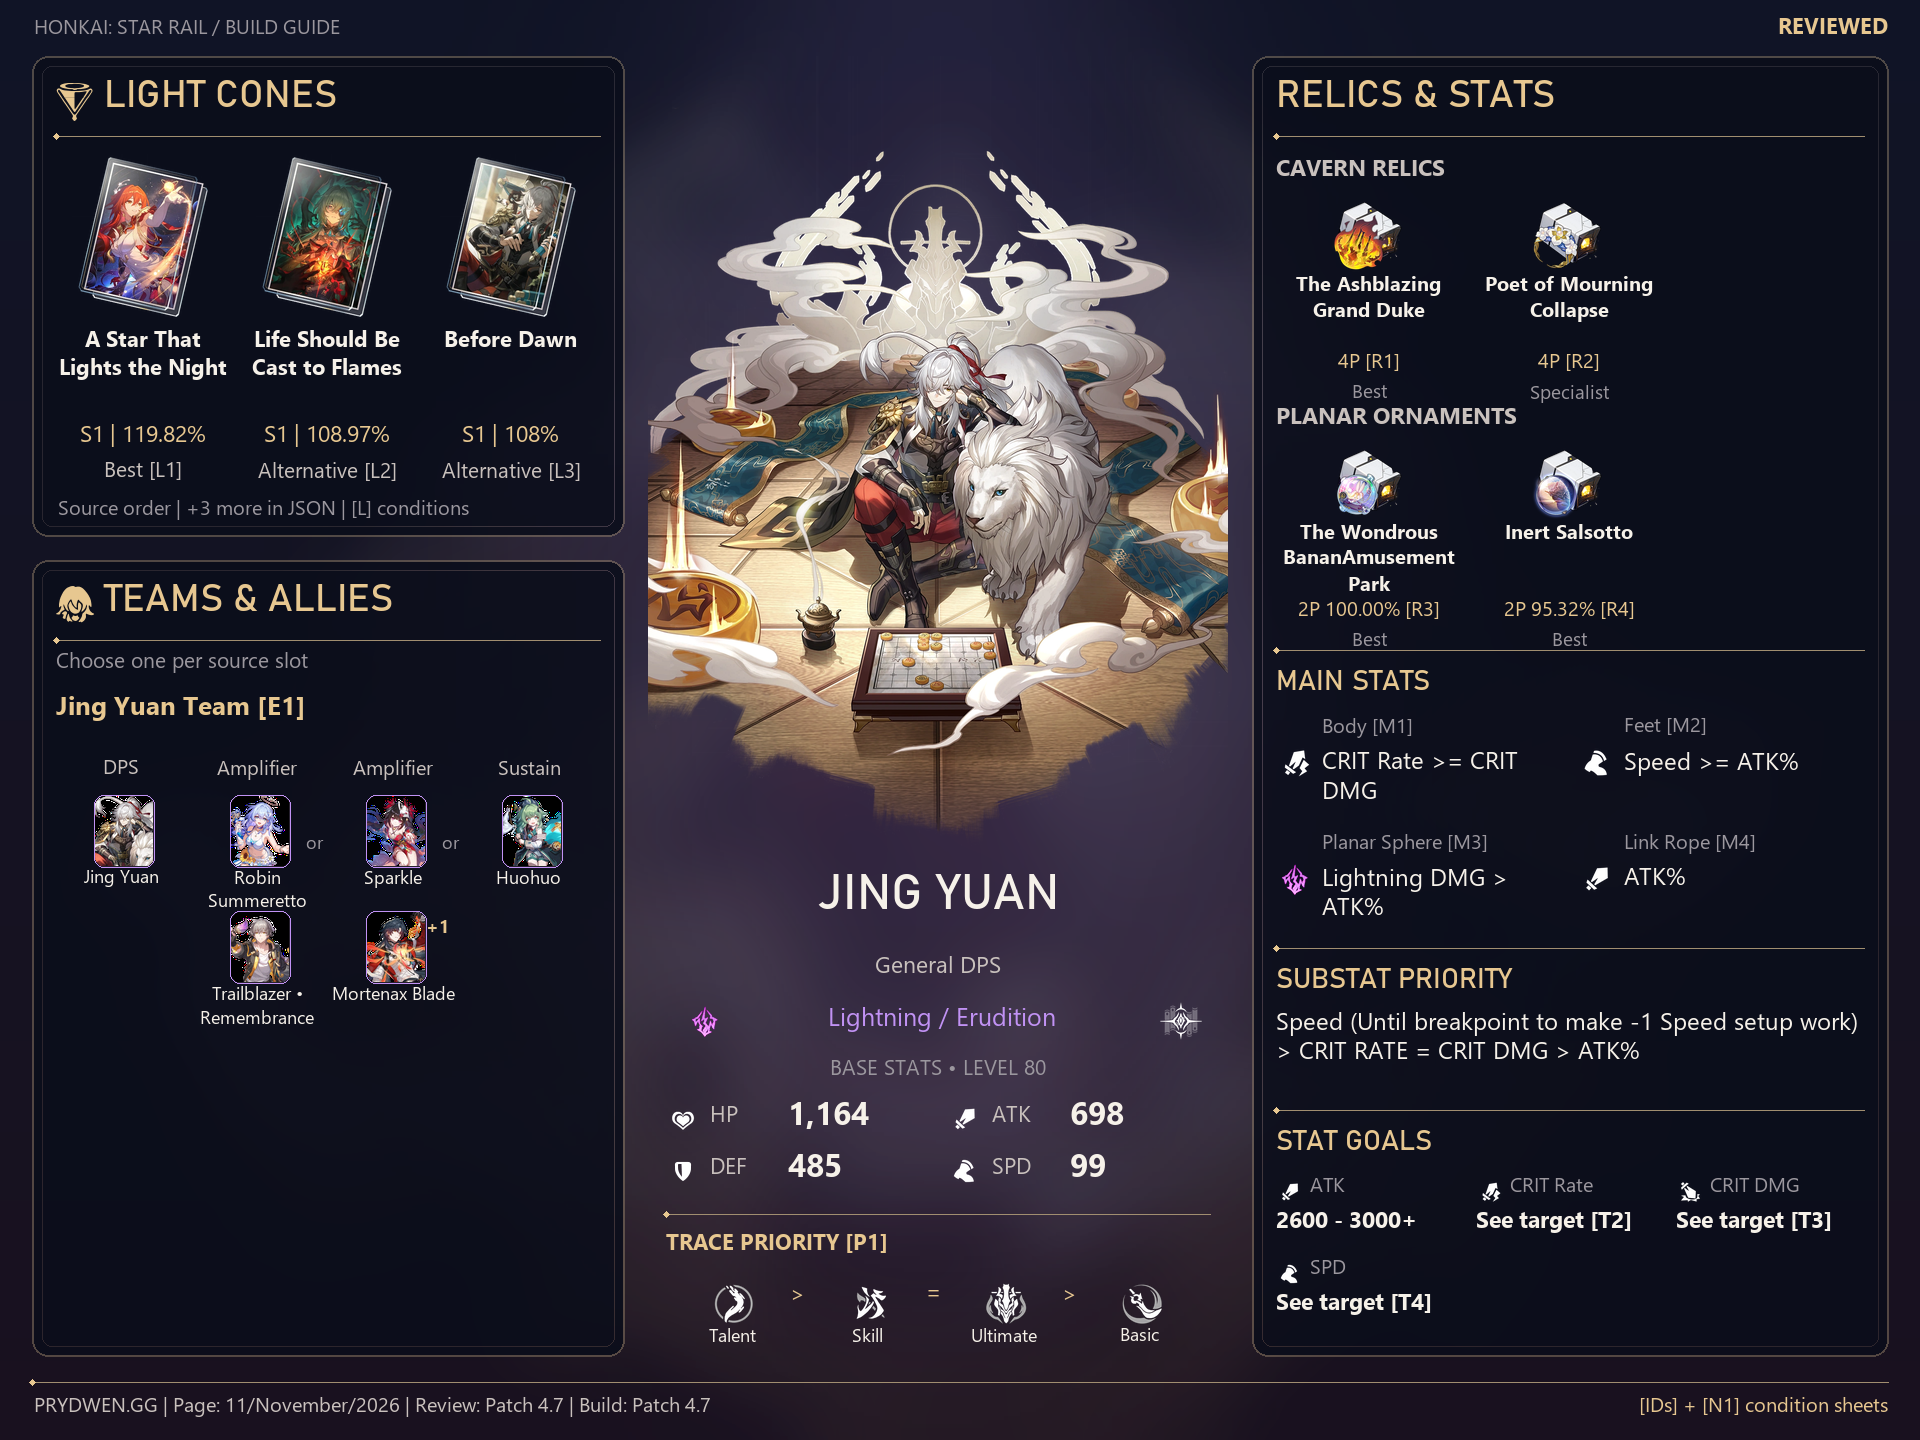 HONKAI: STAR RAIL / BUILD GUIDE
REVIEWED
LIGHT CONES
A Star That
Lights the Night
S1 | 119.82%
Best [L1]
Life Should Be
Cast to Flames
S1 | 108.97%
Alternative [L2]
Before Dawn
S1 | 108%
Alternative [L3]
Source order | +3 more in JSON | [L] conditions
TEAMS & ALLIES
Choose one per source slot
Jing Yuan Team [E1]
DPS
Amplifier
Amplifier
Sustain
Jing Yuan
Robin
Summeretto
or
Sparkle
or
Huohuo
Trailblazer •
Remembrance
+1
Mortenax Blade
JING YUAN
General DPS
Lightning / Erudition
BASE STATS • LEVEL 80
HP 1,164
ATK 698
DEF 485
SPD 99
TRACE PRIORITY [P1]
> = >
Talent
Skill
Ultimate
Basic
RELICS & STATS
CAVERN RELICS
The Ashblazing
Grand Duke
4P [R1]
Best
Poet of Mourning
Collapse
4P [R2]
Specialist
PLANAR ORNAMENTS
The Wondrous
BananAmusement
Park
2P 100.00% [R3]
Best
Inert Salsotto
2P 95.32% [R4]
Best
MAIN STATS
Body [M1]
CRIT Rate >= CRIT
DMG
Feet [M2]
Speed >= ATK%
Planar Sphere [M3]
Lightning DMG >
ATK%
Link Rope [M4]
ATK%
SUBSTAT PRIORITY
Speed (Until breakpoint to make -1 Speed setup work)
> CRIT RATE = CRIT DMG > ATK%
STAT GOALS
ATK
2600 - 3000+
CRIT Rate
See target [T2]
CRIT DMG
See target [T3]
SPD
See target [T4]
PRYDWEN.GG | Page: 11/November/2026 | Review: Patch 4.7 | Build: Patch 4.7
[IDs] + [N1] condition sheets